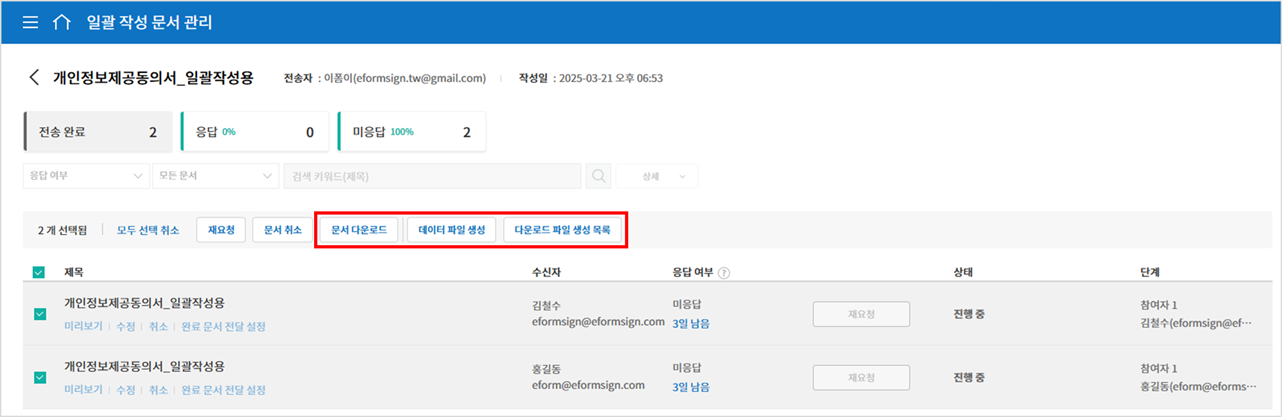 일괄 작성 문서 관리
개인정보제공동의서_일괄작성용 전송자 : 이폼이(eformsign.tw@gmail.com) 작성일 : 2025-03-21 오후 06:53
전송 완료 2 응답 0% 0 미응답 100% 2
응답 여부 모든 문서 검색 키워드(제목) 상세
2 개 선택됨 모두 선택 취소 재요청 문서 취소 문서 다운로드 데이터 파일 생성 다운로드 파일 생성 목록
제목 수신자 응답 여부 ? 상태 단계
개인정보제공동의서_일괄작성용 김철수 미응답 재요청 진행 중 참여자 1
미리보기 수정 취소 완료 문서 전달 설정 eformsign@eformsign.com 3일 남음 김철수(eformsign@ef···
개인정보제공동의서_일괄작성용 홍길동 미응답 재요청 진행 중 참여자 1
미리보기 수정 취소 완료 문서 전달 설정 eform@eformsign.com 3일 남음 홍길동(eform@eforms···